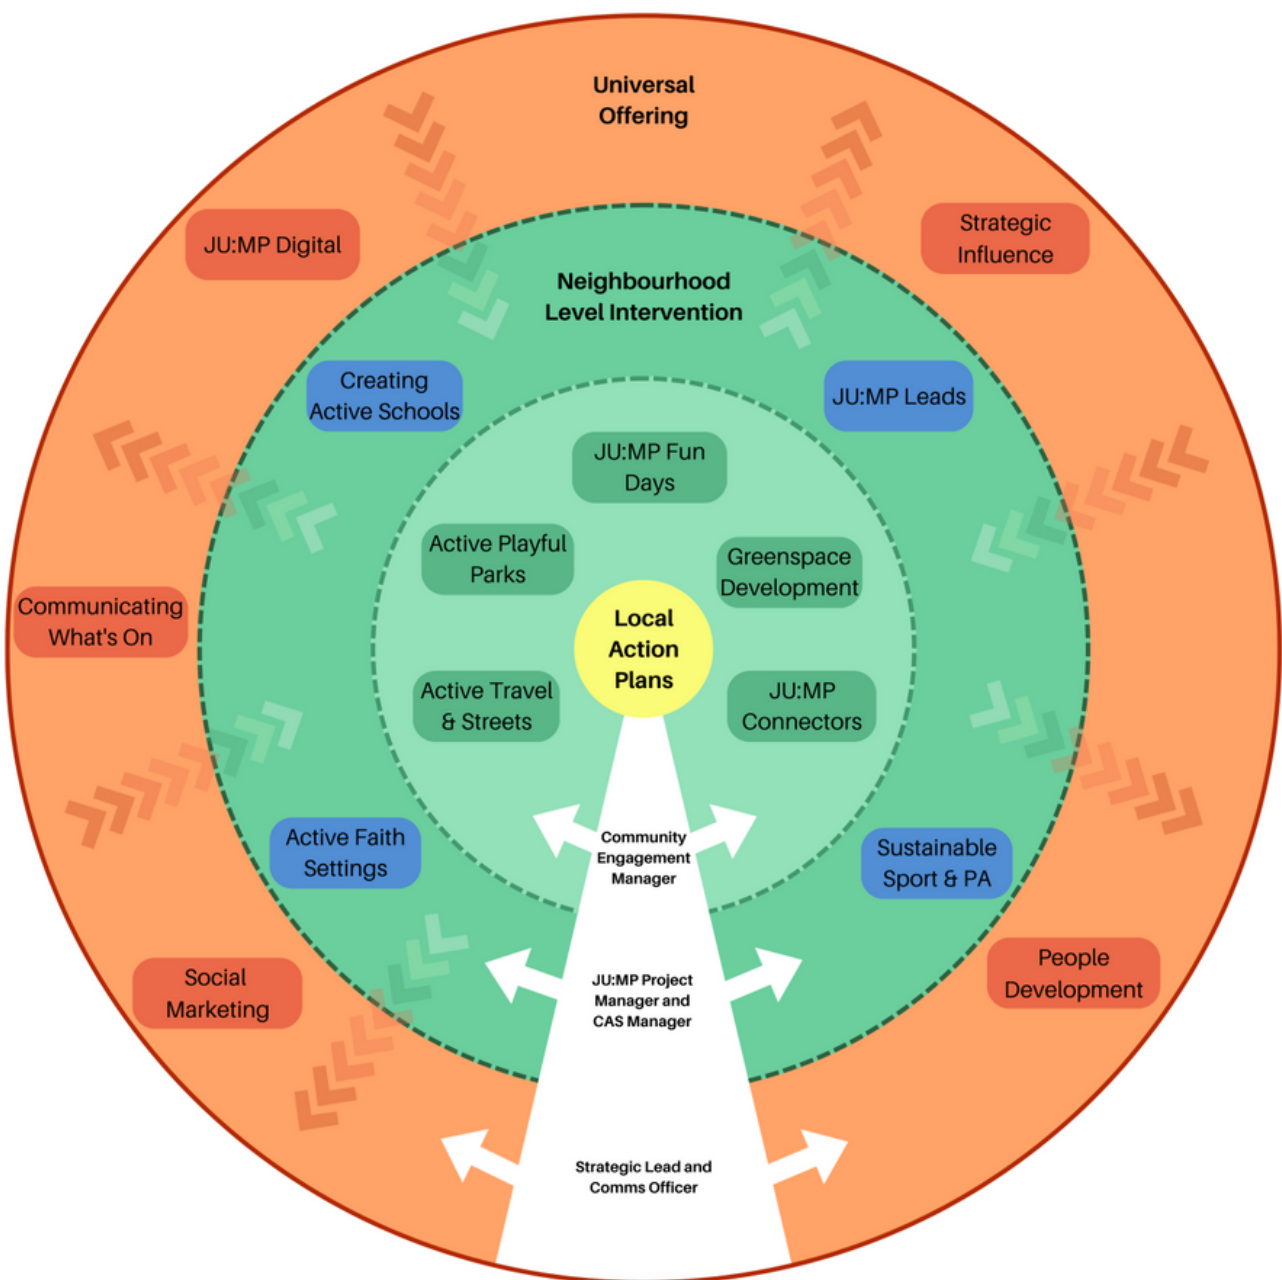 Universal
Offering
JU:MP Digital
Strategic
Influence
Neighbourhood
Level Intervention
Creating
Active Schools
JU:MP Leads
JU:MP Fun
Days
Active Playful
Parks
Greenspace
Development
Communicating
What's On
Local
Action
Plans
Active Travel
& Streets
JU:MP
Connectors
Active Faith
Settings
Community
Engagement
Manager
Sustainable
Sport & PA
Social
Marketing
JU:MP Project
Manager and
CAS Manager
People
Development
Strategic Lead and
Comms Officer